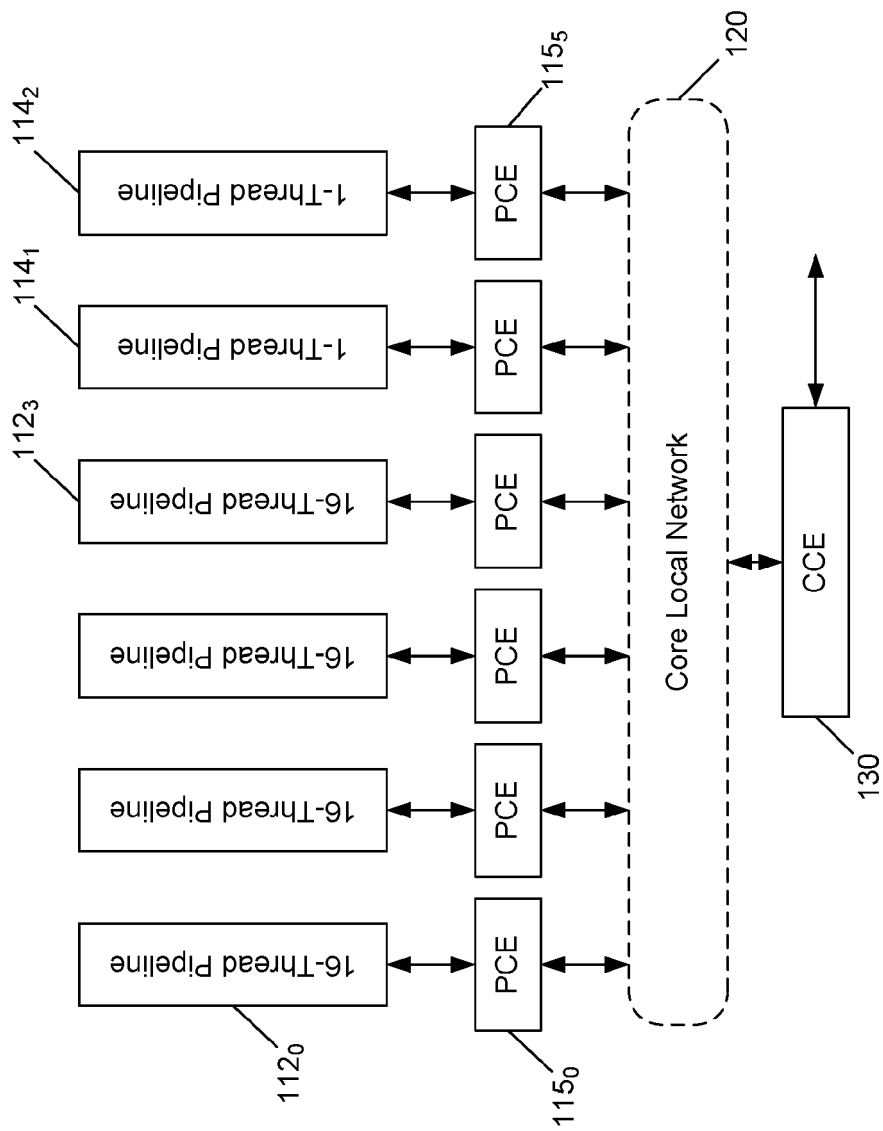 112₃
114₁
114₂
16-Thread Pipeline
16-Thread Pipeline
16-Thread Pipeline
16-Thread Pipeline
1-Thread Pipeline
1-Thread Pipeline
112₀
115₅
PCE
PCE
PCE
PCE
PCE
PCE
115₀
120
Core Local Network
CCE
130